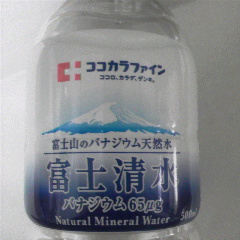 ココカラファイン
ココロ、カラダ、ゲンキ。
富士山のバナジウム天然水
富士清水
バナジウム65μg
Natural Mineral Water
500ml